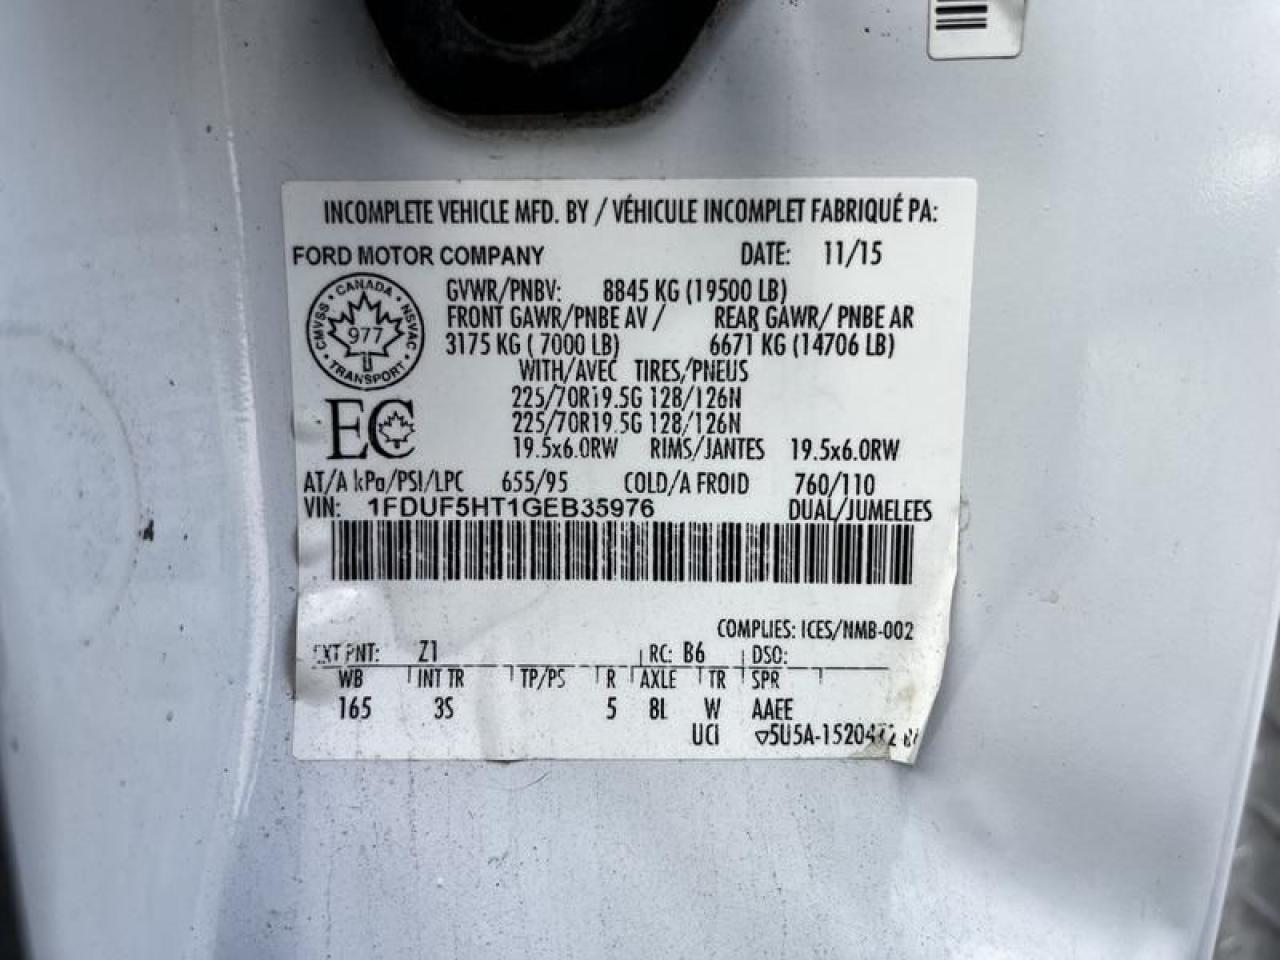 INCOMPLETE VEHICLE MFD. BY / VÉHICULE INCOMPLET FABRIQUÉ PA:
FORD MOTOR COMPANY DATE: 11/15
CANADA
CMVSS NSVAC
977
TRANSPORT
GVWR/PNBV: 8845 KG (19500 LB)
FRONT GAWR/PNBE AV / REAR GAWR/ PNBE AR
3175 KG ( 7000 LB) 6671 KG (14706 LB)
WITH/AVEC TIRES/PNEUS
225/70R19.5G 128/126N
225/70R19.5G 128/126N
EC
19.5x6.0RW RIMS/JANTES 19.5x6.0RW
AT/A kPa/PSI/LPC 655/95 COLD/A FROID 760/110
VIN: 1FDUF5HT1GEB35976 DUAL/JUMELEES
COMPLIES: ICES/NMB-002
EXT PNT: Z1 RC: B6 DSO:
WB INT TR TP/PS R AXLE TR SPR
165 3S 5 8L W AAEE
UCI ▽5U5A-1520472